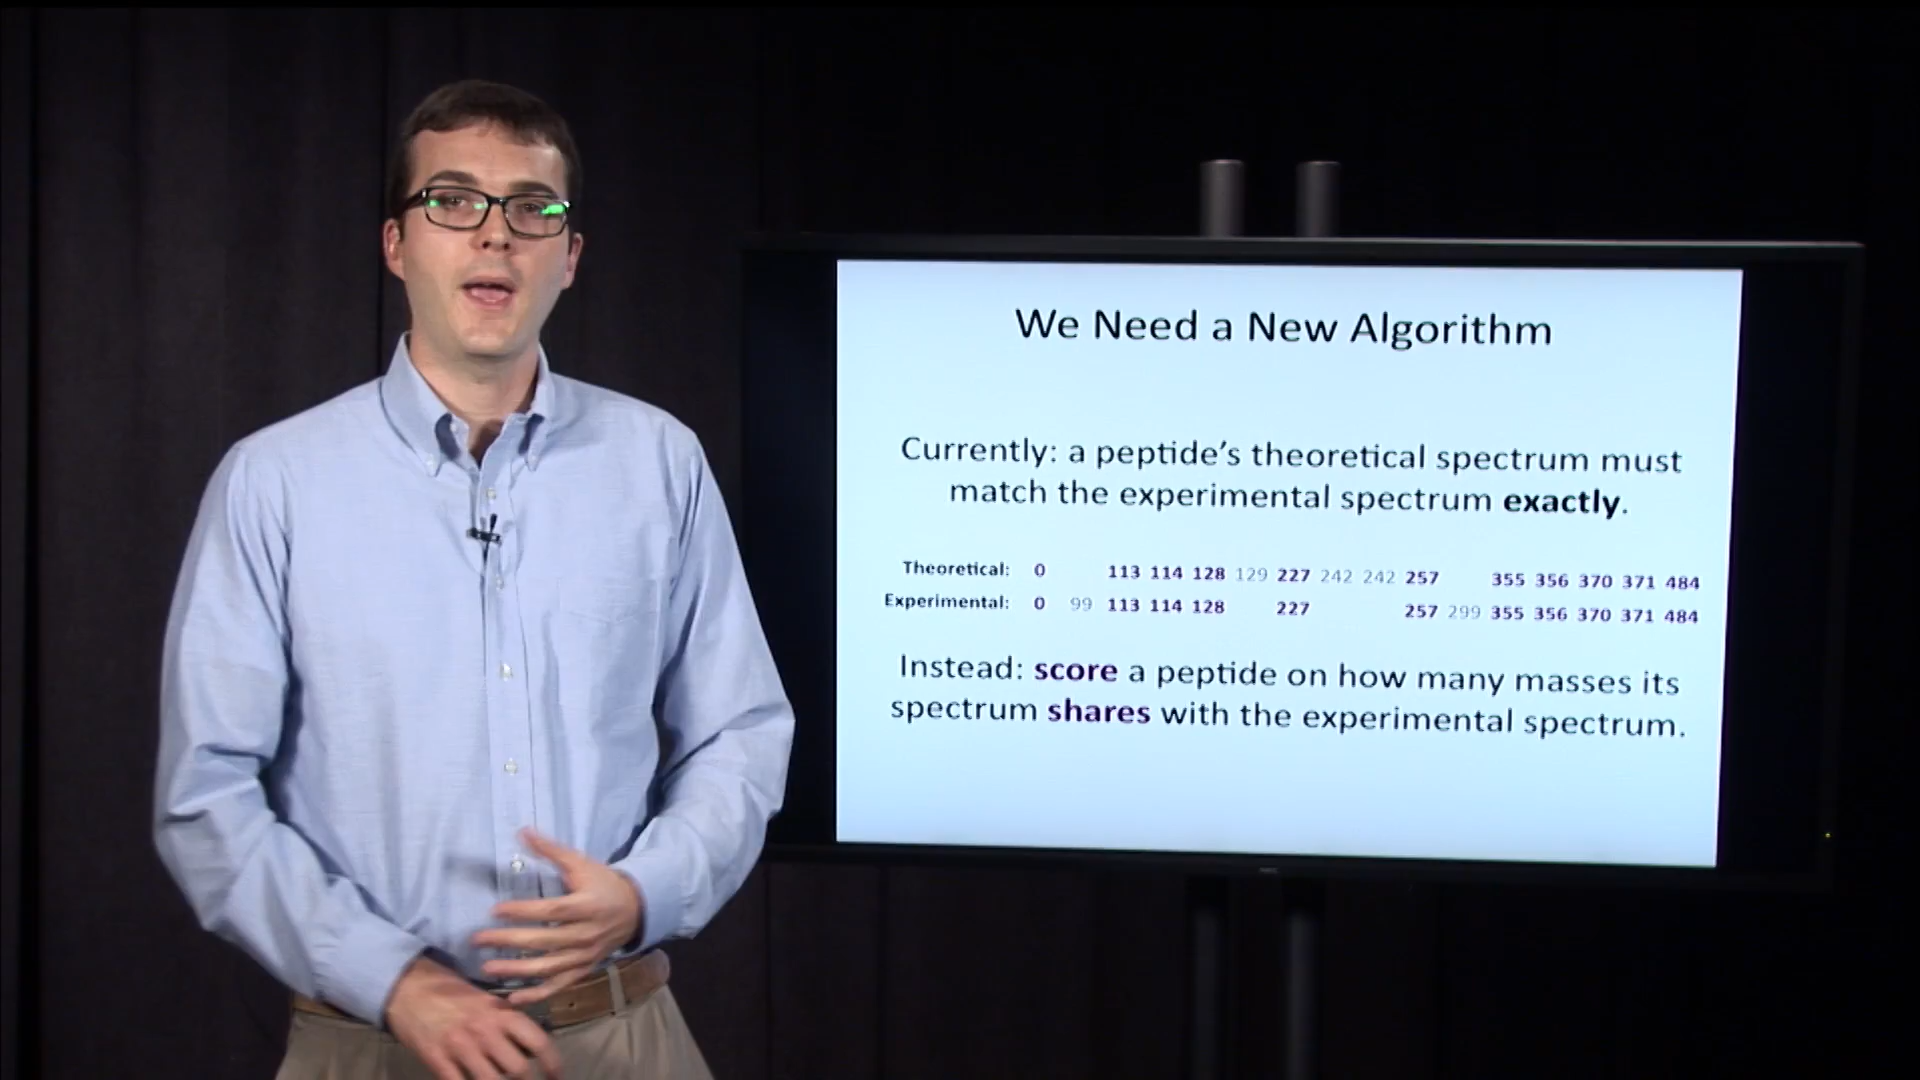 We Need a New Algorithm
Currently: a peptide's theoretical spectrum must
match the experimental spectrum exactly.
Theoretical: 0 113 114 128 129 227 242 242 257 355 356 370 371 484
Experimental: 0 99 113 114 128 227 257 299 355 356 370 371 484
Instead: score a peptide on how many masses its
spectrum shares with the experimental spectrum.